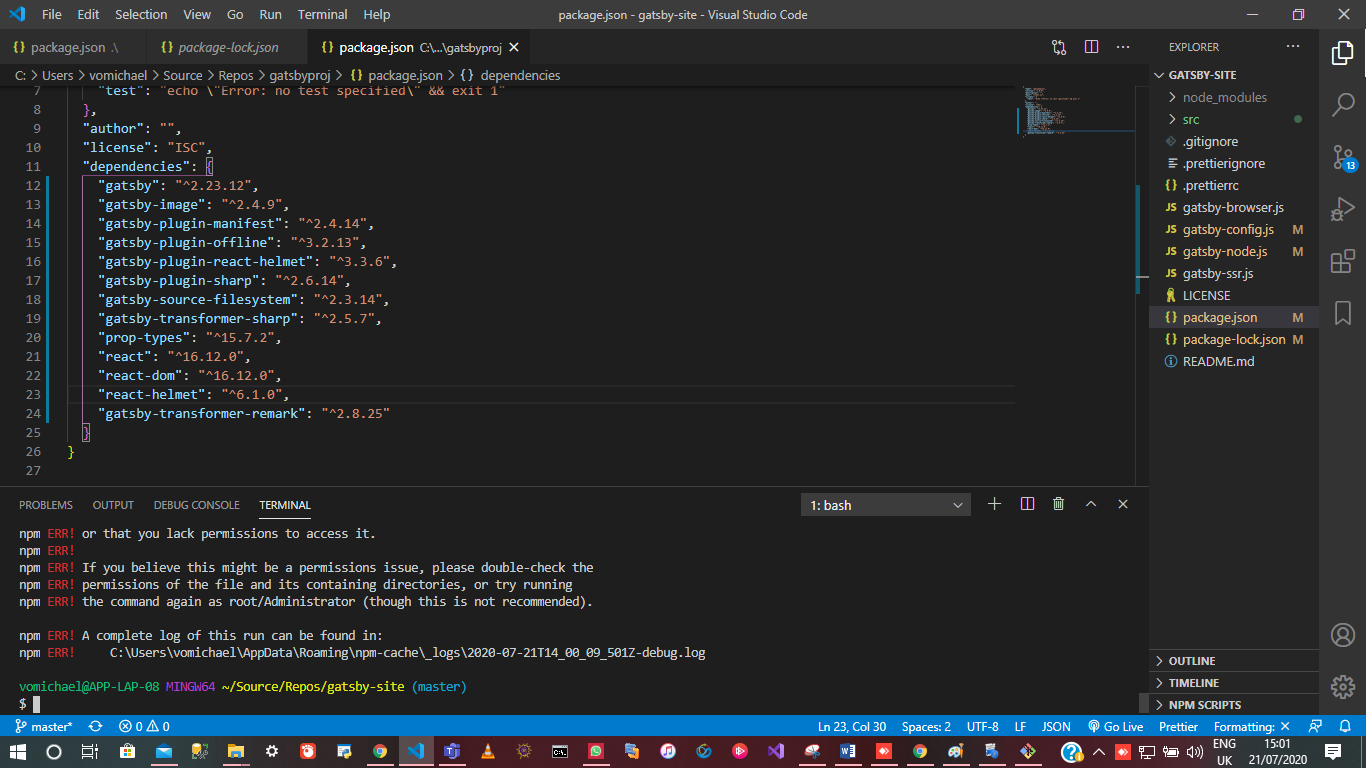 File Edit Selection View Go Run Terminal Help package.json - gatsby-site - Visual Studio Code
package.json .\ package-lock.json package.json C:\...\gatsbyproj
C: > Users > vomichael > Source > Repos > gatsbyproj > {} package.json > {} dependencies
7 "test": "echo \"Error: no test specified\" && exit 1"
8 },
9 "author": "",
10 "license": "ISC",
11 "dependencies": {
12 "gatsby": "^2.23.12",
13 "gatsby-image": "^2.4.9",
14 "gatsby-plugin-manifest": "^2.4.14",
15 "gatsby-plugin-offline": "^3.2.13",
16 "gatsby-plugin-react-helmet": "^3.3.6",
17 "gatsby-plugin-sharp": "^2.6.14",
18 "gatsby-source-filesystem": "^2.3.14",
19 "gatsby-transformer-sharp": "^2.5.7",
20 "prop-types": "^15.7.2",
21 "react": "^16.12.0",
22 "react-dom": "^16.12.0",
23 "react-helmet": "^6.1.0",
24 "gatsby-transformer-remark": "^2.8.25"
25 }
26 }
27
EXPLORER
GATSBY-SITE
node_modules
src
.gitignore
.prettierignore
{} .prettierrc
JS gatsby-browser.js
JS gatsby-config.js M
JS gatsby-node.js M
JS gatsby-ssr.js
LICENSE
{} package.json M
{} package-lock.json M
README.md
OUTLINE
TIMELINE
NPM SCRIPTS
13
PROBLEMS OUTPUT DEBUG CONSOLE TERMINAL 1: bash
npm ERR! or that you lack permissions to access it.
npm ERR!
npm ERR! If you believe this might be a permissions issue, please double-check the
npm ERR! permissions of the file and its containing directories, or try running
npm ERR! the command again as root/Administrator (though this is not recommended).
npm ERR! A complete log of this run can be found in:
npm ERR! C:\Users\vomichael\AppData\Roaming\npm-cache\_logs\2020-07-21T14_00_09_501Z-debug.log
vomichael@APP-LAP-08 MINGW64 ~/Source/Repos/gatsby-site (master)
$
master* 0 0 Ln 23, Col 30 Spaces: 2 UTF-8 LF JSON Go Live Prettier Formatting: ×
ENG 15:01
UK 21/07/2020